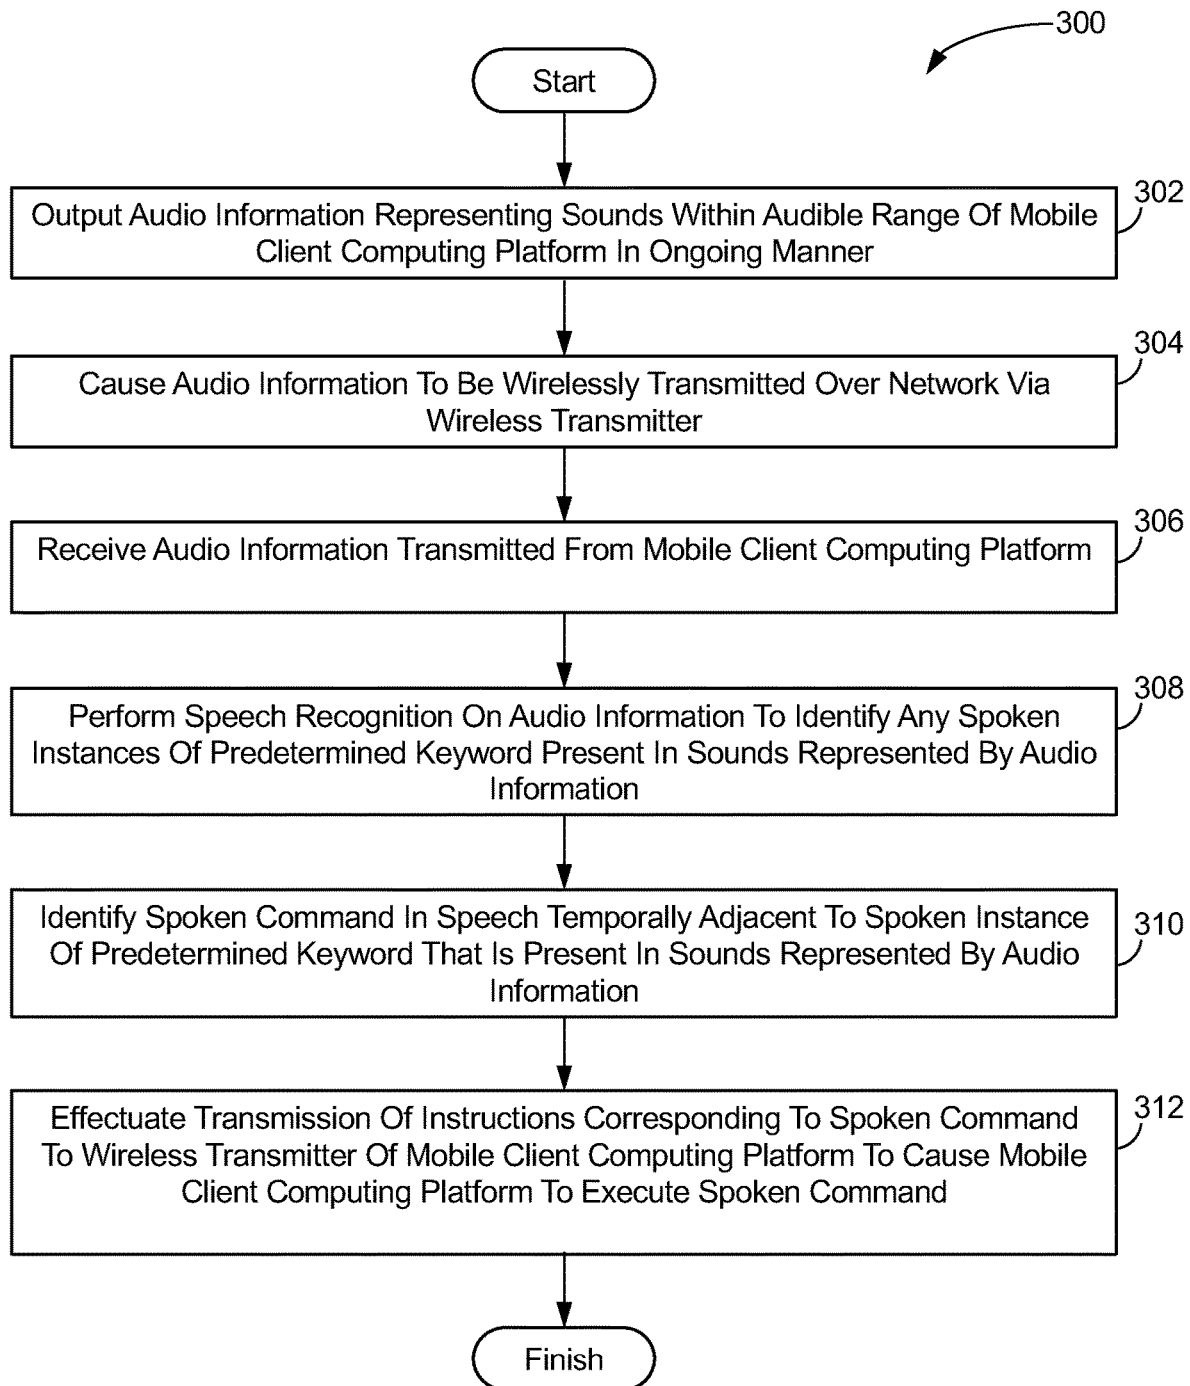 300
Start
302
Output Audio Information Representing Sounds Within Audible Range Of Mobile
Client Computing Platform In Ongoing Manner
304
Cause Audio Information To Be Wirelessly Transmitted Over Network Via
Wireless Transmitter
306
Receive Audio Information Transmitted From Mobile Client Computing Platform
308
Perform Speech Recognition On Audio Information To Identify Any Spoken
Instances Of Predetermined Keyword Present In Sounds Represented By Audio
Information
310
Identify Spoken Command In Speech Temporally Adjacent To Spoken Instance
Of Predetermined Keyword That Is Present In Sounds Represented By Audio
Information
312
Effectuate Transmission Of Instructions Corresponding To Spoken Command
To Wireless Transmitter Of Mobile Client Computing Platform To Cause Mobile
Client Computing Platform To Execute Spoken Command
Finish